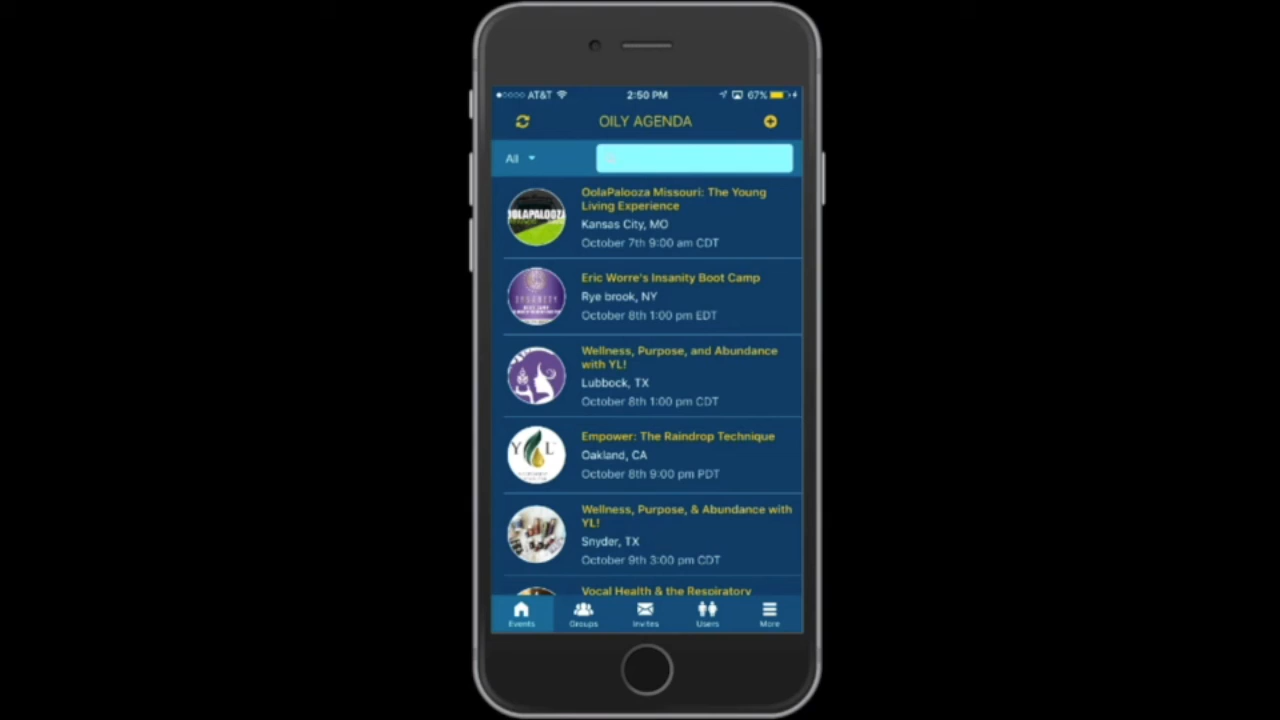 AT&T 2:50 PM 67%
OILY AGENDA
All
OOLAPALOOZA
OolaPalooza Missouri: The Young
Living Experience
Kansas City, MO
October 7th 9:00 am CDT
INSANITY
Eric Worre's Insanity Boot Camp
Rye brook, NY
October 8th 1:00 pm EDT
Wellness, Purpose, and Abundance
with YL!
Lubbock, TX
October 8th 1:00 pm CDT
Y L
Empower: The Raindrop Technique
Oakland, CA
October 8th 9:00 pm PDT
Wellness, Purpose, & Abundance with
YL!
Snyder, TX
October 9th 3:00 pm CDT
Vocal Health & the Respiratory
Events Groups Invites Users More